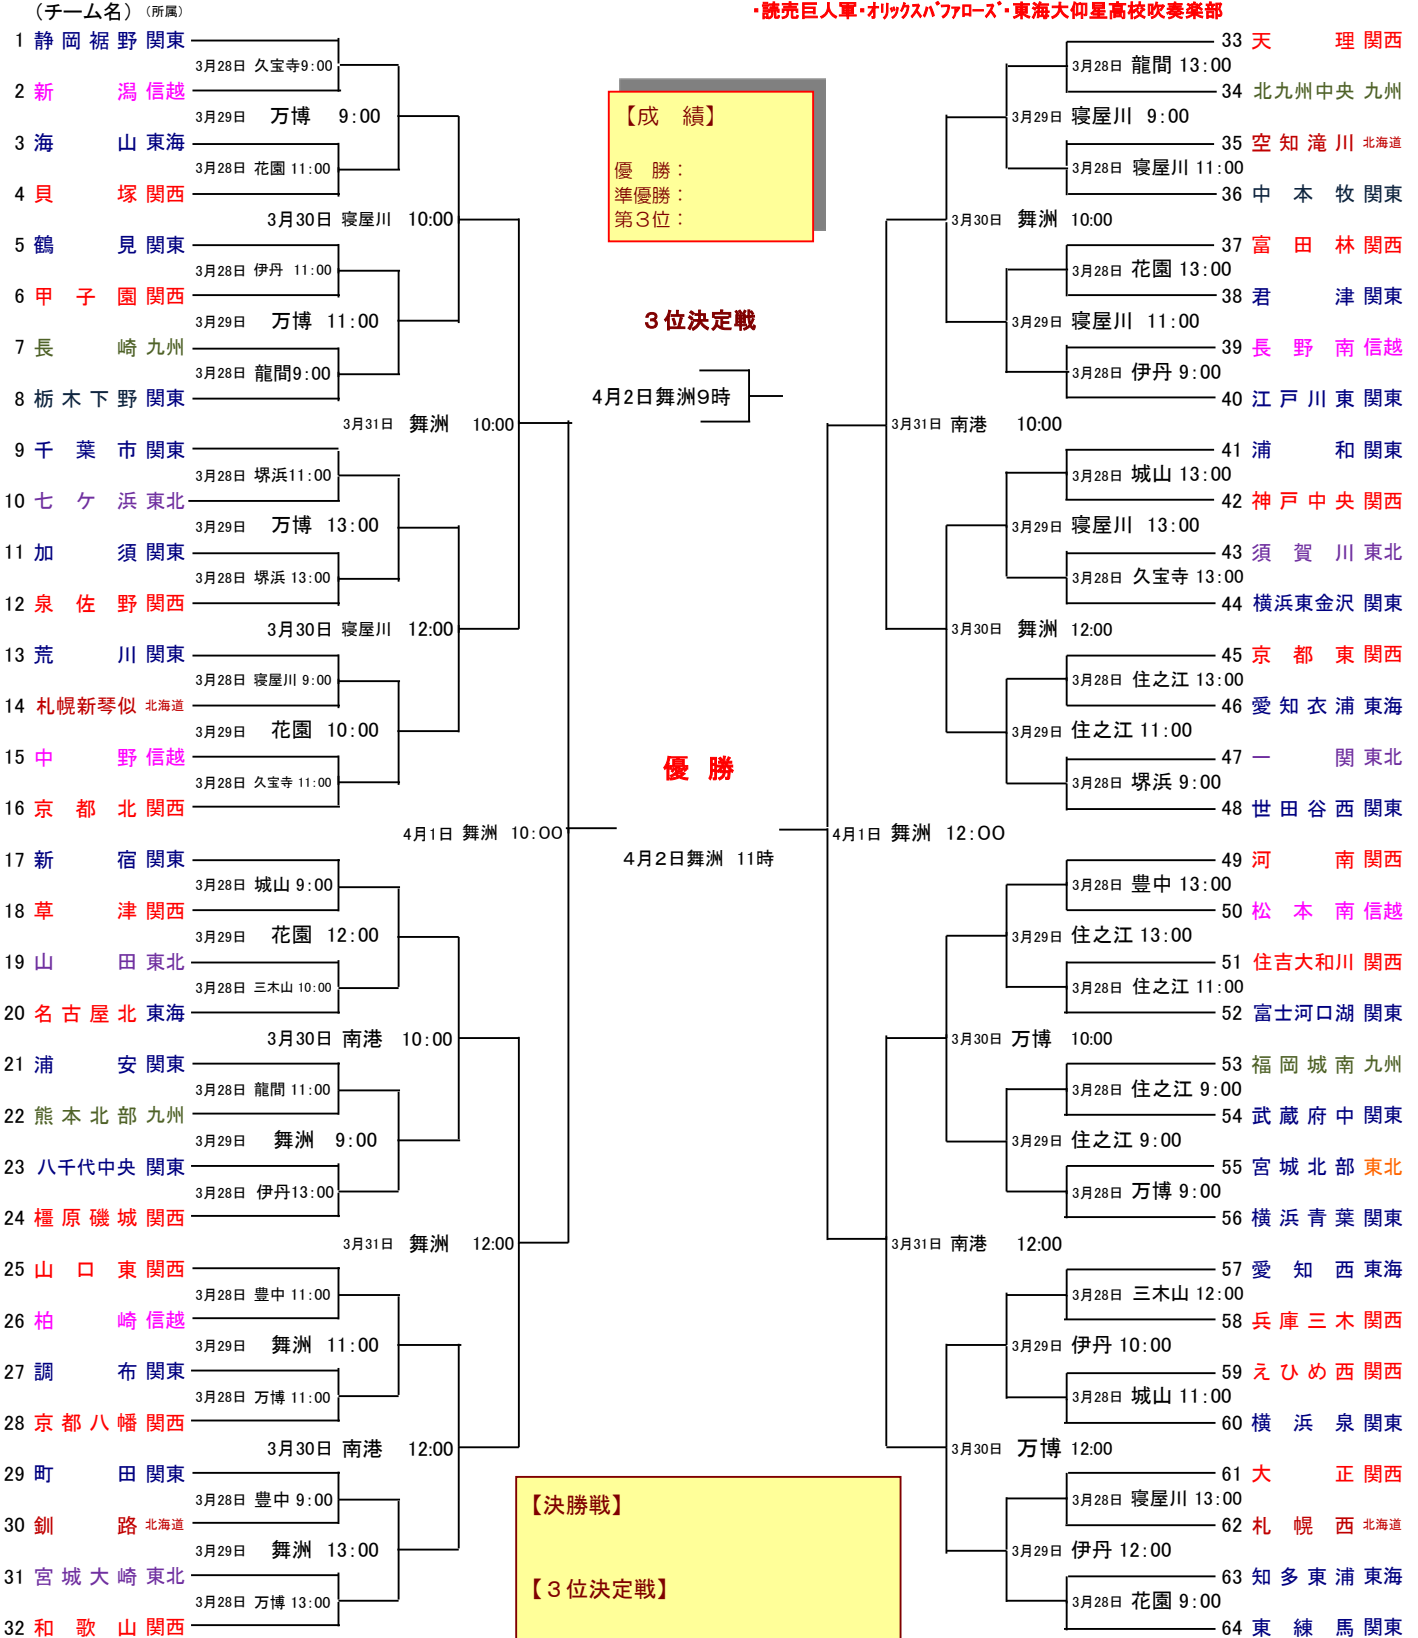 （チーム名）（所属）
・読売巨人軍・オリックスバファローズ・東海大仰星高校吹奏楽部
1 静岡裾野 関東
3月28日 久宝寺9:00
2 新潟 信越
3月29日 万博 9:00
3 海山 東海
3月28日 花園 11:00
4 貝塚 関西
3月30日 寝屋川 10:00
5 鶴見 関東
3月28日 伊丹 11:00
6 甲子園 関西
3月29日 万博 11:00
7 長崎 九州
3月28日 龍間9:00
8 栃木下野 関東
3月31日 舞洲 10:00
9 千葉市 関東
3月28日 堺浜11:00
10 七ケ浜 東北
3月29日 万博 13:00
11 加須 関東
3月28日 堺浜 13:00
12 泉佐野 関西
3月30日 寝屋川 12:00
13 荒川 関東
3月28日 寝屋川 9:00
14 札幌新琴似 北海道
3月29日 花園 10:00
15 中野 信越
3月28日 久宝寺 11:00
16 京都北 関西
4月1日 舞洲 10:00
17 新宿 関東
3月28日 城山 9:00
18 草津 関西
3月29日 花園 12:00
19 山田 東北
3月28日 三木山 10:00
20 名古屋北 東海
3月30日 南港 10:00
21 浦安 関東
3月28日 龍間 11:00
22 熊本北部 九州
3月29日 舞洲 9:00
23 八千代中央 関東
3月28日 伊丹13:00
24 橿原磯城 関西
3月31日 舞洲 12:00
25 山口東 関西
3月28日 豊中 11:00
26 柏崎 信越
3月29日 舞洲 11:00
27 調布 関東
3月28日 万博 11:00
28 京都八幡 関西
3月30日 南港 12:00
29 町田 関東
3月28日 豊中 9:00
30 釧路 北海道
3月29日 舞洲 13:00
31 宮城大崎 東北
3月28日 万博 13:00
32 和歌山 関西
【成 績】
優 勝：
準優勝：
第３位：
３位決定戦
4月2日舞洲9時
優 勝
４月２日舞洲 11時
【決勝戦】
【３位決定戦】
33 天理 関西
3月28日 龍間 13:00
34 北九州中央 九州
3月29日 寝屋川 9:00
35 空知滝川 北海道
3月28日 寝屋川 11:00
36 中本牧 関東
3月30日 舞洲 10:00
37 富田林 関西
3月28日 花園 13:00
38 君津 関東
3月29日 寝屋川 11:00
39 長野南 信越
3月28日 伊丹 9:00
40 江戸川東 関東
3月31日 南港 10:00
41 浦和 関東
3月28日 城山 13:00
42 神戸中央 関西
3月29日 寝屋川 13:00
43 須賀川 東北
3月28日 久宝寺 13:00
44 横浜東金沢 関東
3月30日 舞洲 12:00
45 京都東 関西
3月28日 住之江 13:00
46 愛知衣浦 東海
3月29日 住之江 11:00
47 一関 東北
3月28日 堺浜 9:00
48 世田谷西 関東
4月1日 舞洲 12:00
49 河南 関西
3月28日 豊中 13:00
50 松本南 信越
3月29日 住之江 13:00
51 住吉大和川 関西
3月28日 住之江 11:00
52 富士河口湖 関東
3月30日 万博 10:00
53 福岡城南 九州
3月28日 住之江 9:00
54 武蔵府中 関東
3月29日 住之江 9:00
55 宮城北部 東北
3月28日 万博 9:00
56 横浜青葉 関東
3月31日 南港 12:00
57 愛知西 東海
3月28日 三木山 12:00
58 兵庫三木 関西
3月29日 伊丹 10:00
59 えひめ西 関西
3月28日 城山 11:00
60 横浜泉 関東
3月30日 万博 12:00
61 大正 関西
3月28日 寝屋川 13:00
62 札幌西 北海道
3月29日 伊丹 12:00
63 知多東浦 東海
3月28日 花園 9:00
64 東練馬 関東